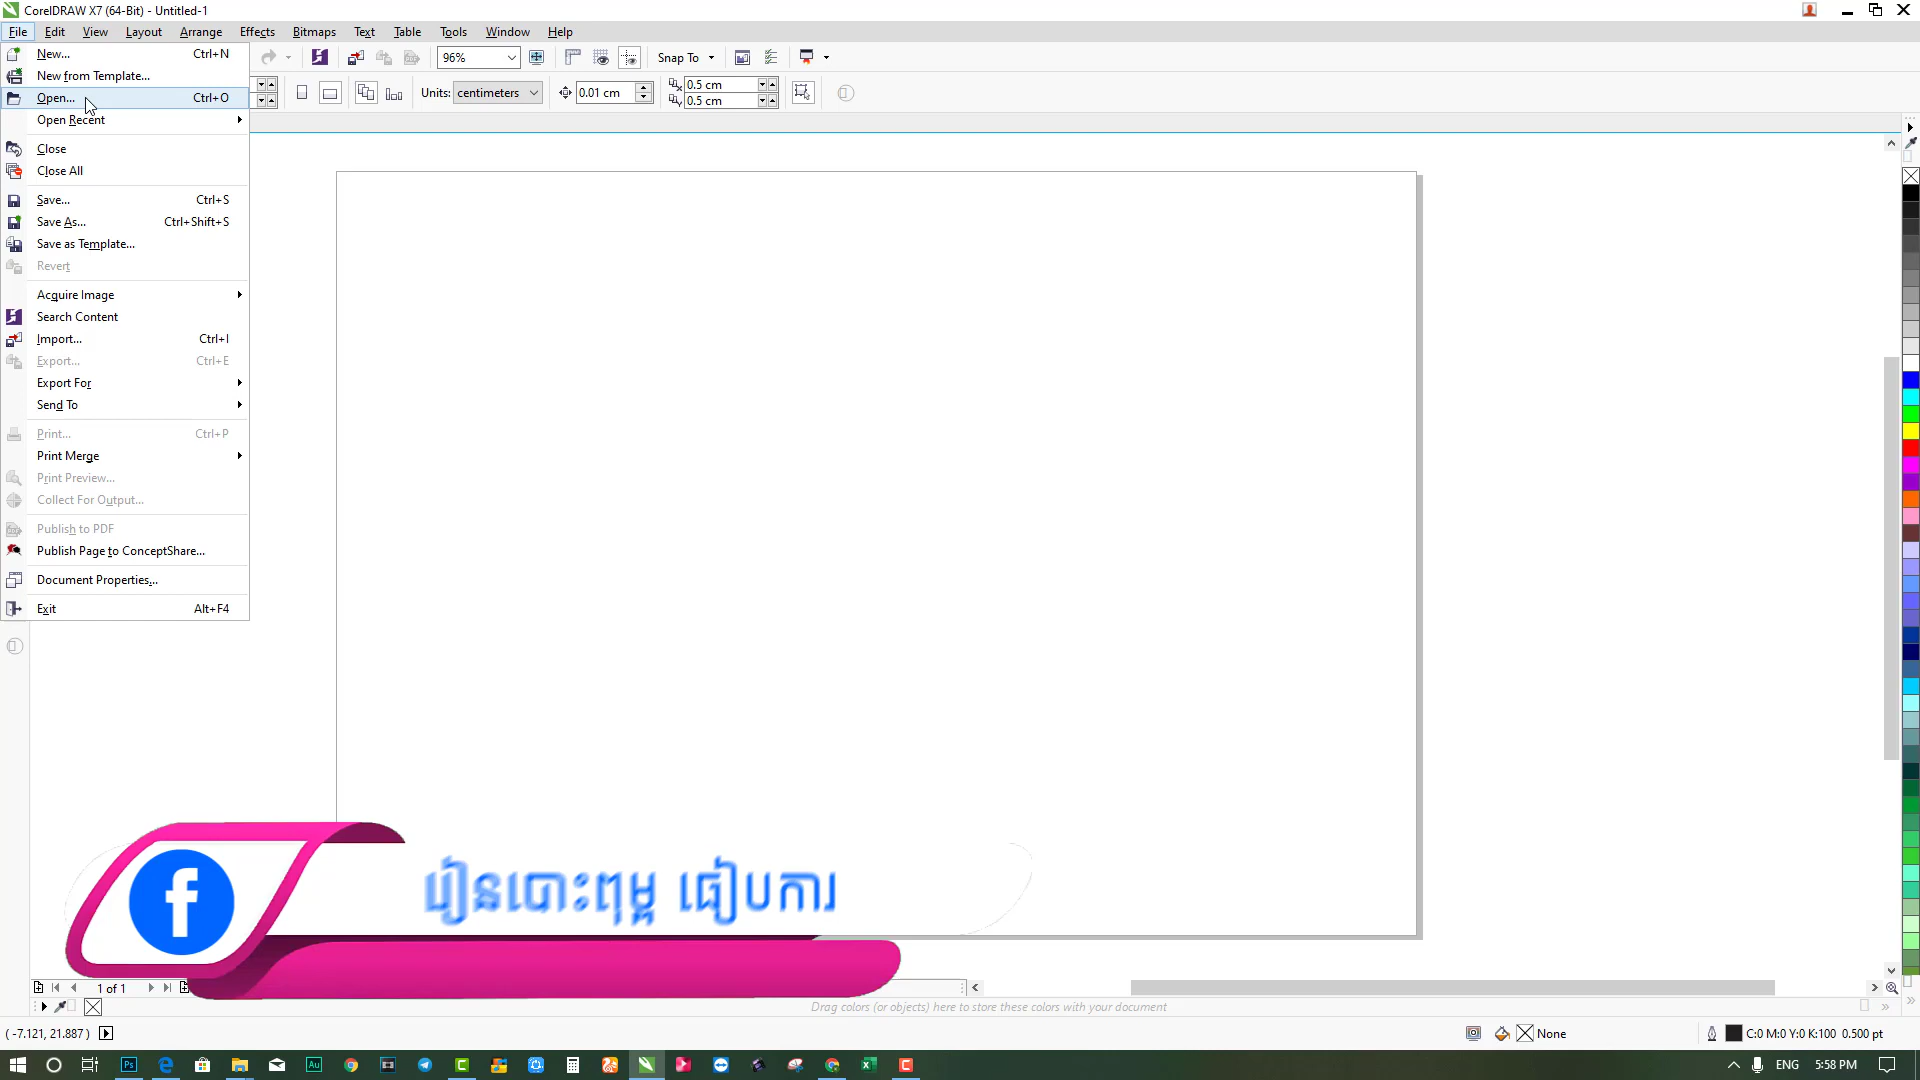 CorelDRAW X7 (64-Bit) - Untitled-1
File Edit View Layout Arrange Effects Bitmaps Text Table Tools Window Help
New... Ctrl+N
New from Template...
Open... Ctrl+O
Open Recent
Close
Close All
Save... Ctrl+S
Save As... Ctrl+Shift+S
Save as Template...
Revert
Acquire Image
Search Content
Import... Ctrl+I
Export... Ctrl+E
Export For
Send To
Print... Ctrl+P
Print Merge
Print Preview...
Collect For Output...
Publish to PDF
Publish Page to ConceptShare...
Document Properties...
Exit Alt+F4
96% Snap To
Units: centimeters 0.01 cm 0.5 cm
0.5 cm
រៀនបោះពុម្ព ធៀបការ
1 of 1
Drag colors (or objects) here to store these colors with your document
( -7.121, 21.887 ) None C:0 M:0 Y:0 K:100 0.500 pt
ENG 5:58 PM